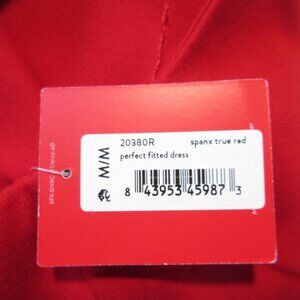 M/M
20380R spanx true red
perfect fitted dress
8 43953 45987 3